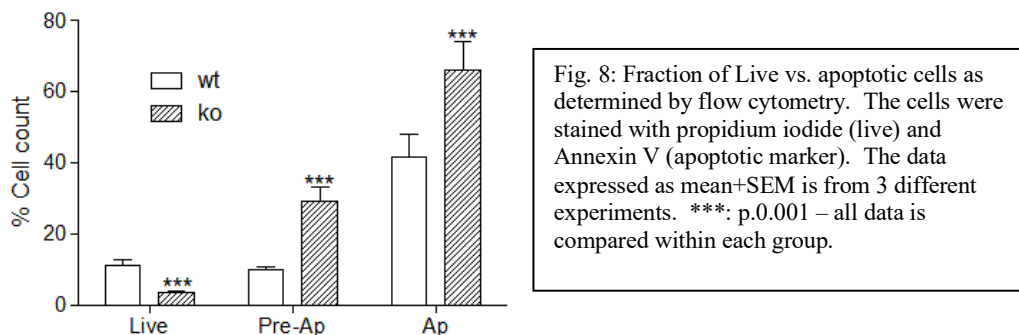 80
60
40
20
0
% Cell count
wt
ko
***
***
***
Live
Pre-Ap
Ap
Fig. 8: Fraction of Live vs. apoptotic cells as
determined by flow cytometry.  The cells were
stained with propidium iodide (live) and
Annexin V (apoptotic marker).  The data
expressed as mean+SEM is from 3 different
experiments.  ***: p.0.001 – all data is
compared within each group.